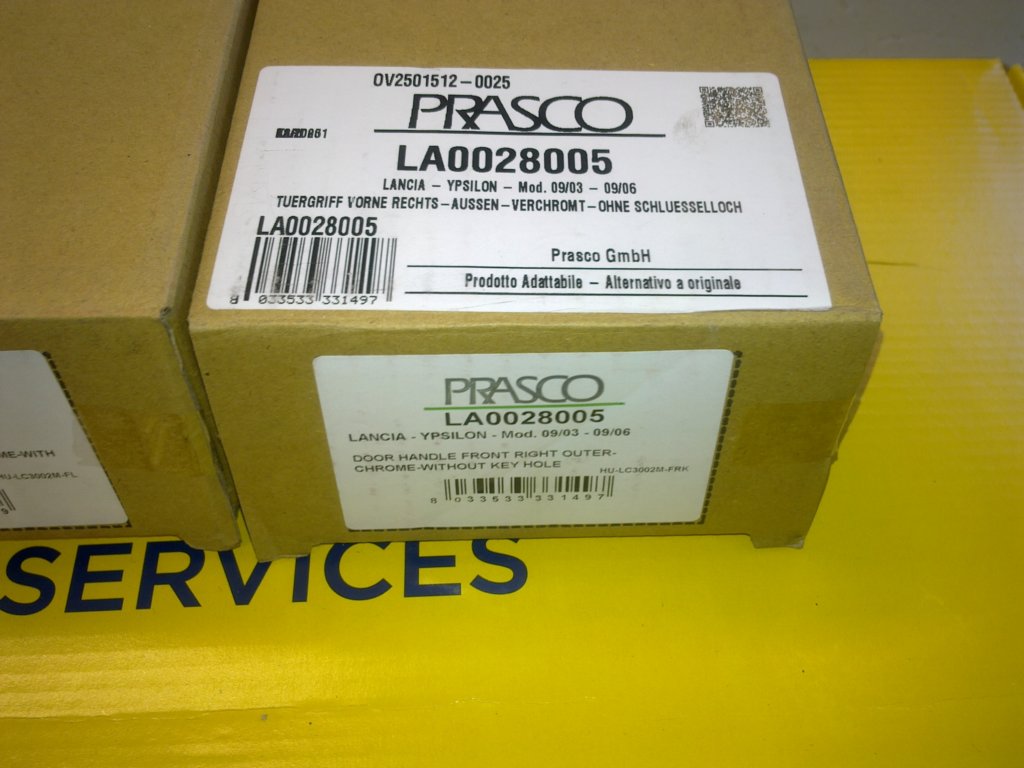 OV2501512-0025
PRASCO
LA0028005
LANCIA - YPSILON - Mod. 09/03 - 09/06
TUERGRIFF VORNE RECHTS-AUSSEN-VERCHROMT-OHNE SCHLUESSELLOCH
LA0028005
8 033533 331497
Prasco GmbH
Prodotto Adattabile - Alternativo a originale
PRASCO
LA0028005
LANCIA - YPSILON - Mod. 09/03 - 09/06
DOOR HANDLE FRONT RIGHT OUTER-
CHROME-WITHOUT KEY HOLE
HU-LC3002M-FRK
8 033533 331497
ME-WITH
HU-LC3002M-FL
9
SERVICES